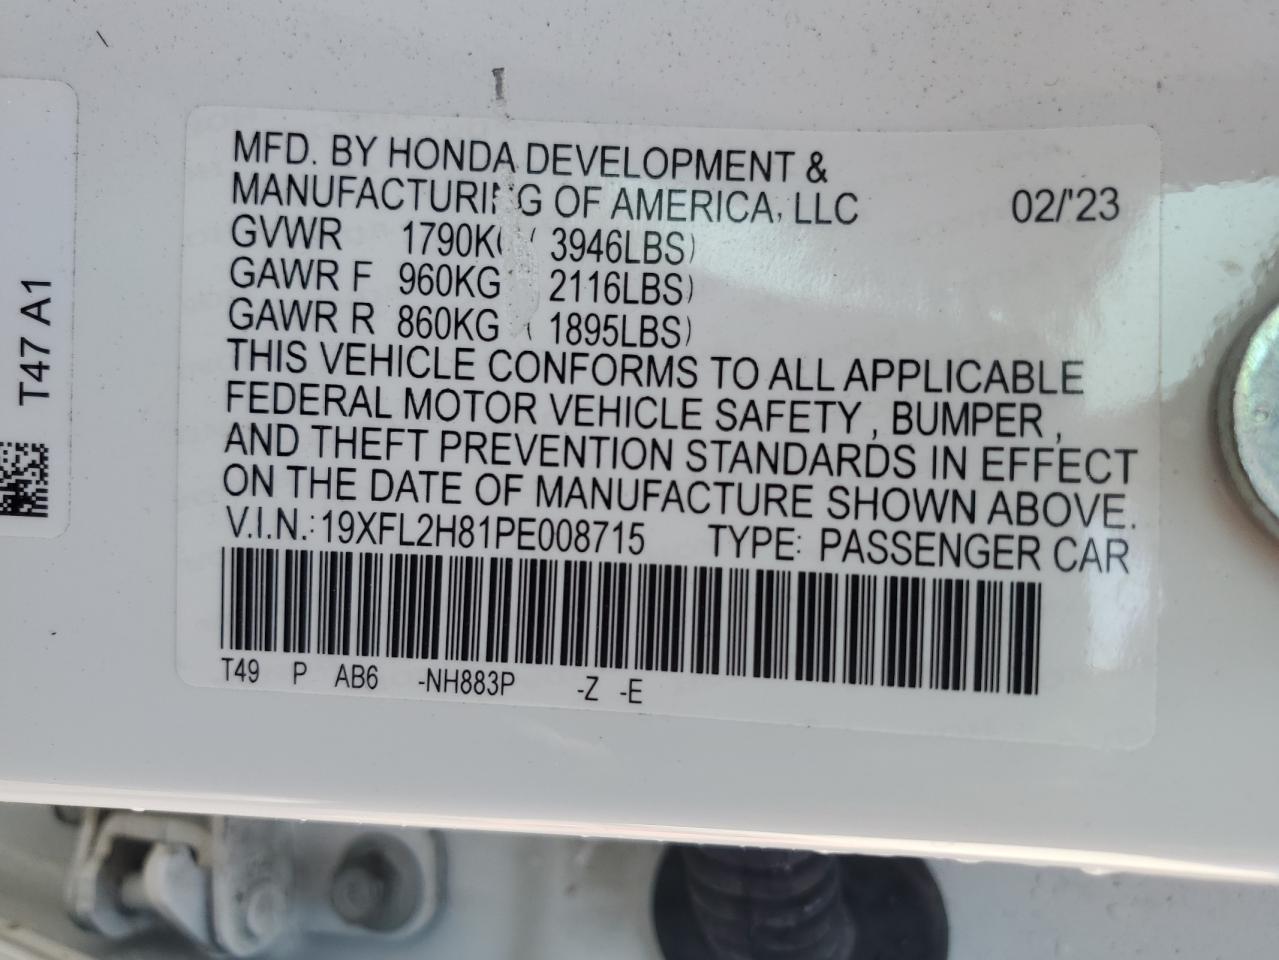 T47 A1
MFD. BY HONDA DEVELOPMENT &
MANUFACTURING OF AMERICA, LLC 02/'23
GVWR 1790KG ( 3946LBS)
GAWR F 960KG 2116LBS)
GAWR R 860KG ( 1895LBS)
THIS VEHICLE CONFORMS TO ALL APPLICABLE
FEDERAL MOTOR VEHICLE SAFETY , BUMPER ,
AND THEFT PREVENTION STANDARDS IN EFFECT
ON THE DATE OF MANUFACTURE SHOWN ABOVE.
V.I.N.: 19XFL2H81PE008715 TYPE: PASSENGER CAR
T49 P AB6 -NH883P -Z -E